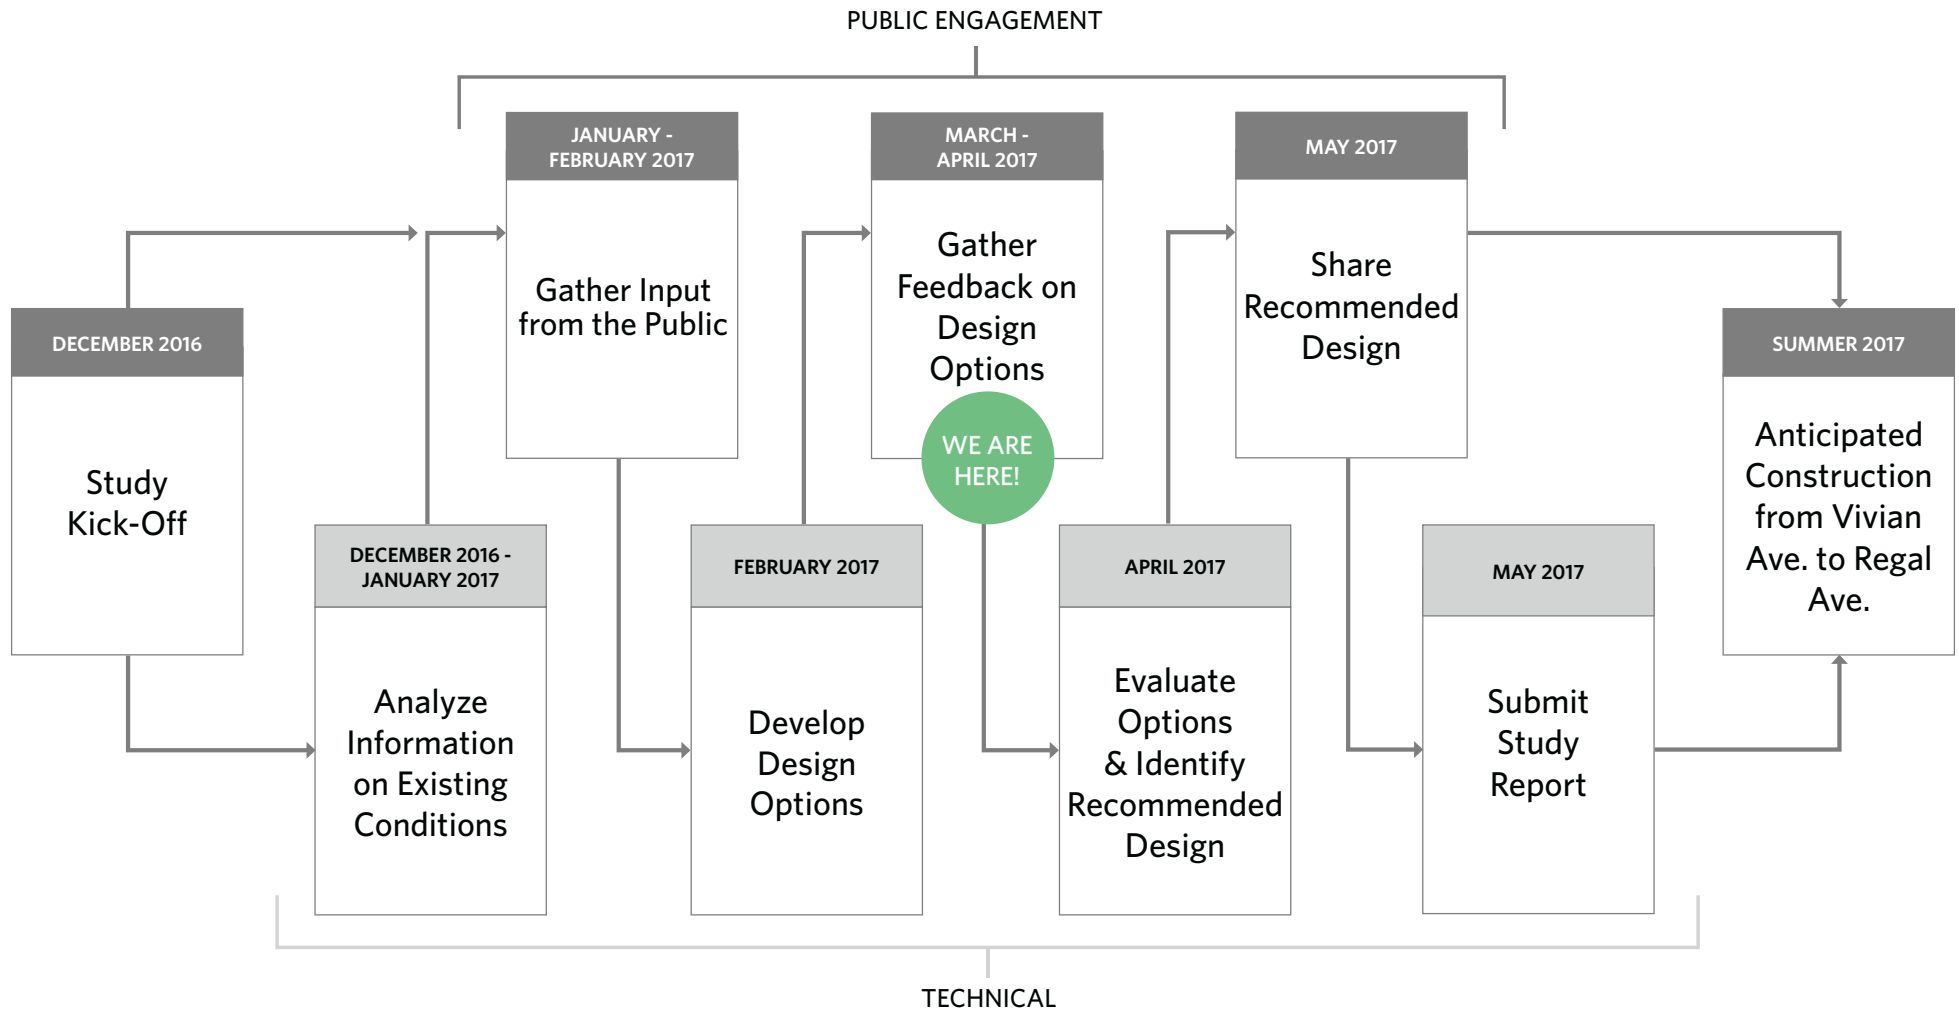 PUBLIC ENGAGEMENT
DECEMBER 2016
Study
Kick-Off
DECEMBER 2016 -
JANUARY 2017
Analyze
Information
on Existing
Conditions
JANUARY -
FEBRUARY 2017
Gather Input
from the Public
FEBRUARY 2017
Develop
Design
Options
MARCH -
APRIL 2017
Gather
Feedback on
Design
Options
WE ARE
HERE!
APRIL 2017
Evaluate
Options
& Identify
Recommended
Design
MAY 2017
Share
Recommended
Design
MAY 2017
Submit
Study
Report
SUMMER 2017
Anticipated
Construction
from Vivian
Ave. to Regal
Ave.
TECHNICAL